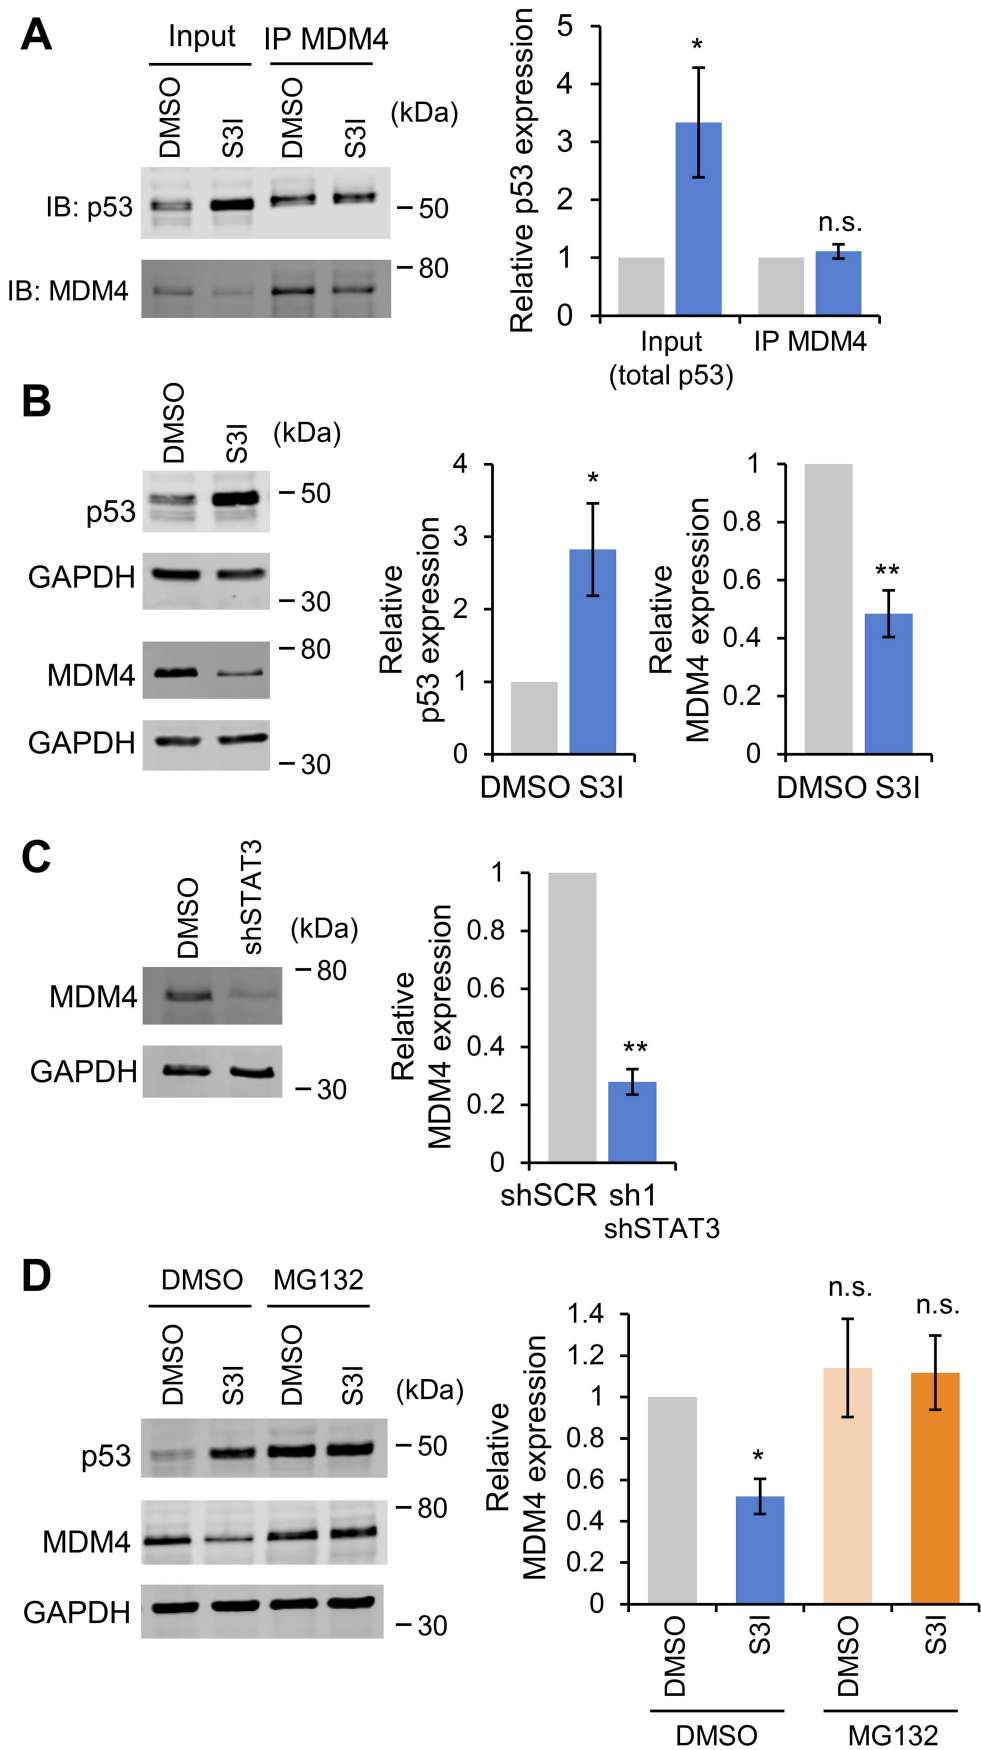 A
Input
IP MDM4
DMSO
S3I
DMSO
S3I
(kDa)
IB: p53
50
80
IB: MDM4
Relative p53 expression
5
4
3
2
1
0
*
n.s.
Input
(total p53)
IP MDM4
B
DMSO
S3I
(kDa)
p53
50
GAPDH
30
80
MDM4
GAPDH
30
Relative
p53 expression
4
3
2
1
0
*
DMSO S3I
Relative
MDM4 expression
1
0.8
0.6
0.4
0.2
0
**
DMSO S3I
C
DMSO
shSTAT3
(kDa)
80
MDM4
GAPDH
30
Relative
MDM4 expression
1
0.8
0.6
0.4
0.2
0
**
shSCR sh1
shSTAT3
D
DMSO
MG132
DMSO
S3I
DMSO
S3I
(kDa)
p53
50
80
MDM4
GAPDH
30
Relative
MDM4 expression
1.4
1.2
1
0.8
0.6
0.4
0.2
0
*
n.s.
n.s.
DMSO
S3I
DMSO
S3I
DMSO
MG132